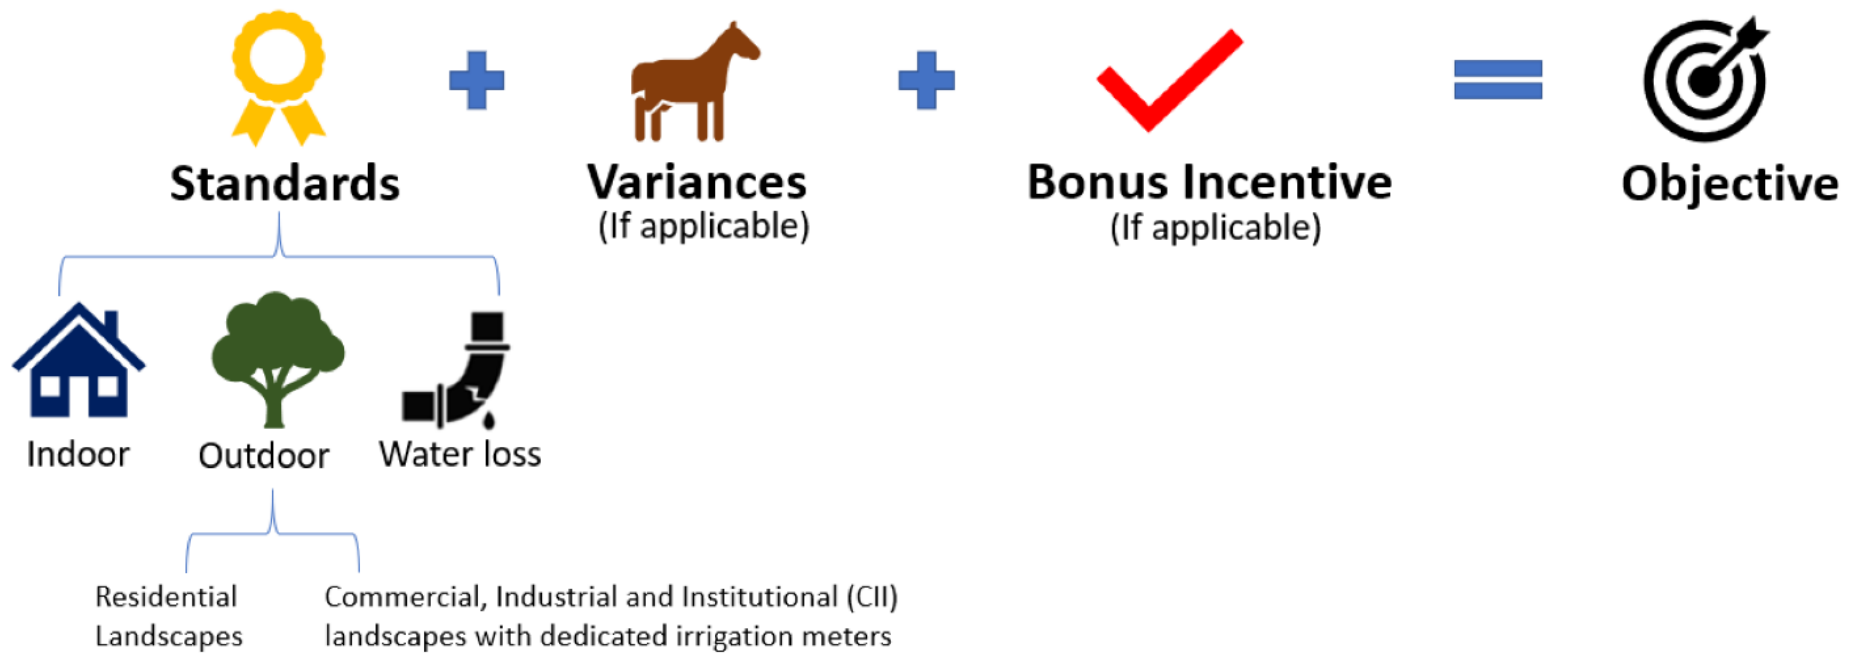 Standards
Variances
(If applicable)
Bonus Incentive
(If applicable)
Objective
Indoor
Outdoor
Water loss
Residential
Landscapes
Commercial, Industrial and Institutional (CII)
landscapes with dedicated irrigation meters